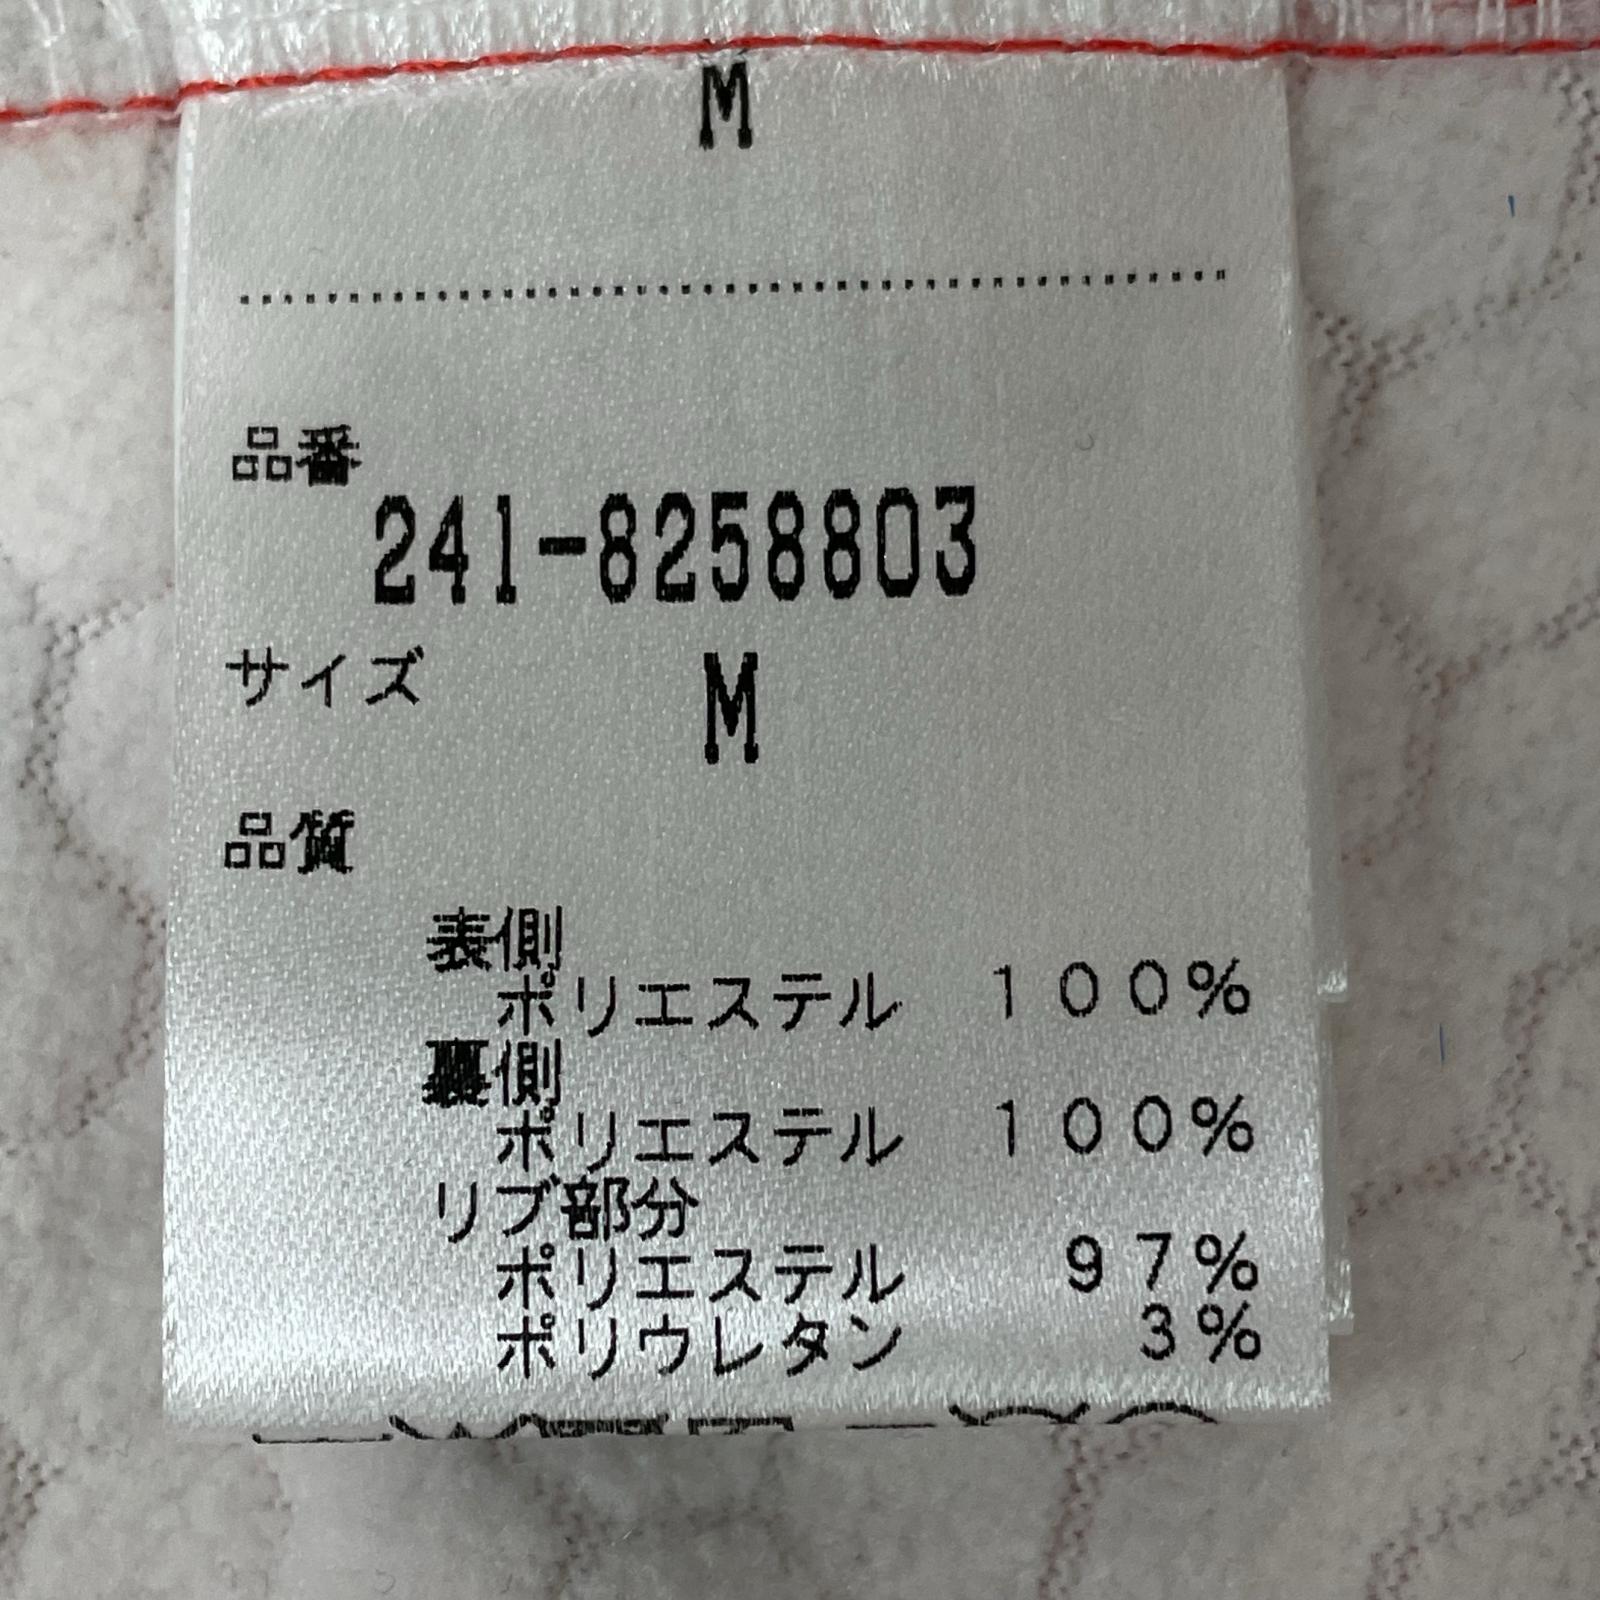 M
品番
241-8258803
サイズ M
品質
表側
ポリエステル 100%
裏側
ポリエステル 100%
リブ部分
ポリエステル 97%
ポリウレタン 3%